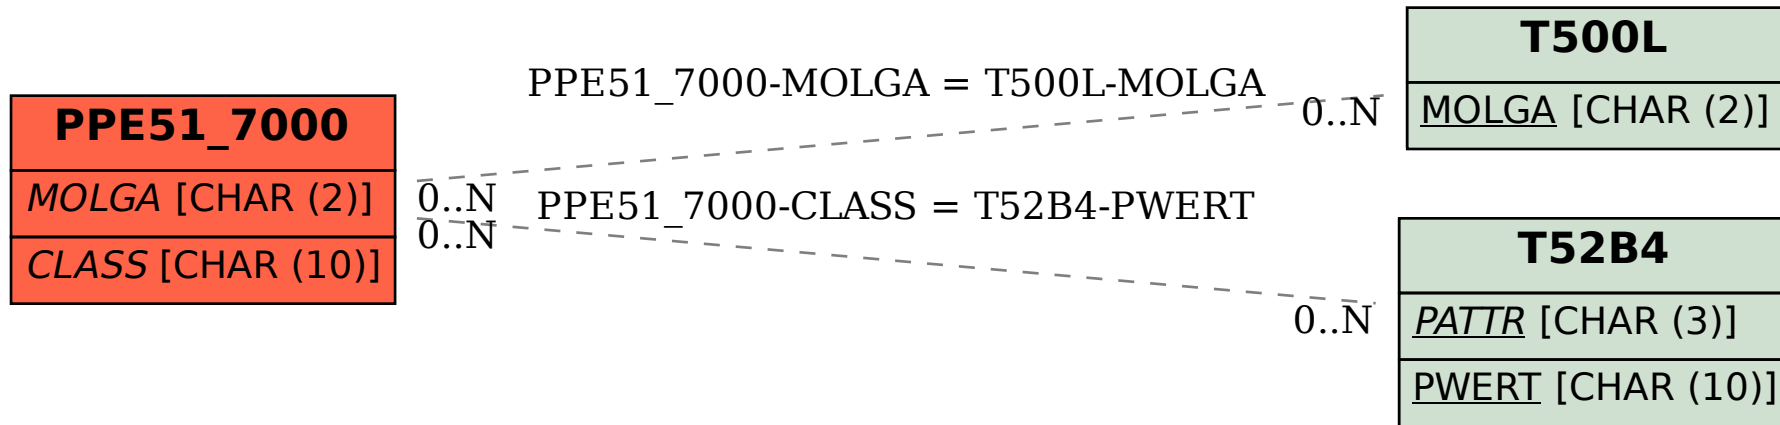 PPE51_7000
MOLGA [CHAR (2)]
CLASS [CHAR (10)]
PPE51_7000-MOLGA = T500L-MOLGA
0..N
0..N
PPE51_7000-CLASS = T52B4-PWERT
0..N
0..N
T500L
MOLGA [CHAR (2)]
T52B4
PATTR [CHAR (3)]
PWERT [CHAR (10)]